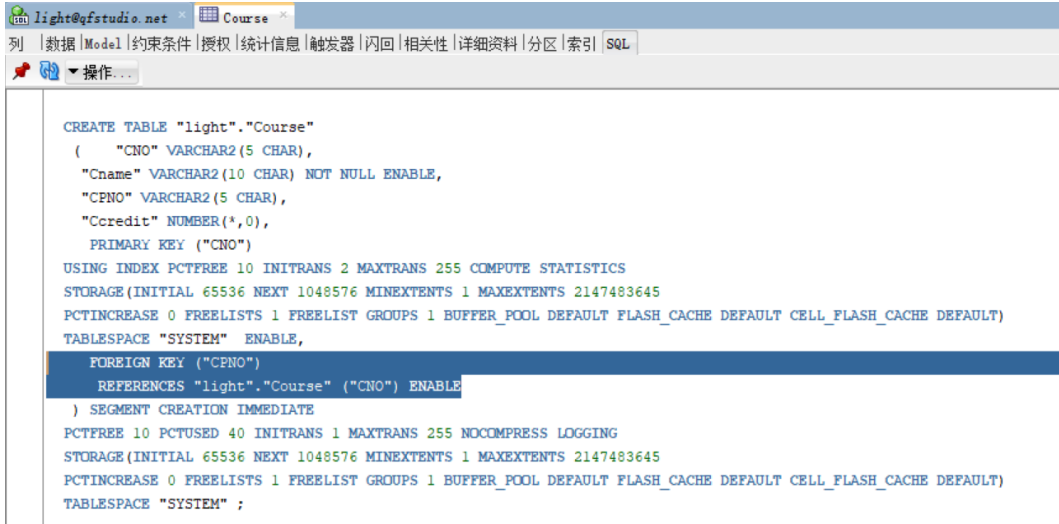 light@qfstudio.net Course
列 |数据|Model|约束条件|授权|统计信息|触发器|闪回|相关性|详细资料|分区|索引|SQL
操作...
CREATE TABLE "light"."Course"
( "CNO" VARCHAR2(5 CHAR),
"Cname" VARCHAR2(10 CHAR) NOT NULL ENABLE,
"CPNO" VARCHAR2(5 CHAR),
"Ccredit" NUMBER(*,0),
PRIMARY KEY ("CNO")
USING INDEX PCTFREE 10 INITRANS 2 MAXTRANS 255 COMPUTE STATISTICS
STORAGE(INITIAL 65536 NEXT 1048576 MINEXTENTS 1 MAXEXTENTS 2147483645
PCTINCREASE 0 FREELISTS 1 FREELIST GROUPS 1 BUFFER_POOL DEFAULT FLASH_CACHE DEFAULT CELL_FLASH_CACHE DEFAULT)
TABLESPACE "SYSTEM" ENABLE,
FOREIGN KEY ("CPNO")
REFERENCES "light"."Course" ("CNO") ENABLE
) SEGMENT CREATION IMMEDIATE
PCTFREE 10 PCTUSED 40 INITRANS 1 MAXTRANS 255 NOCOMPRESS LOGGING
STORAGE(INITIAL 65536 NEXT 1048576 MINEXTENTS 1 MAXEXTENTS 2147483645
PCTINCREASE 0 FREELISTS 1 FREELIST GROUPS 1 BUFFER_POOL DEFAULT FLASH_CACHE DEFAULT CELL_FLASH_CACHE DEFAULT)
TABLESPACE "SYSTEM" ;